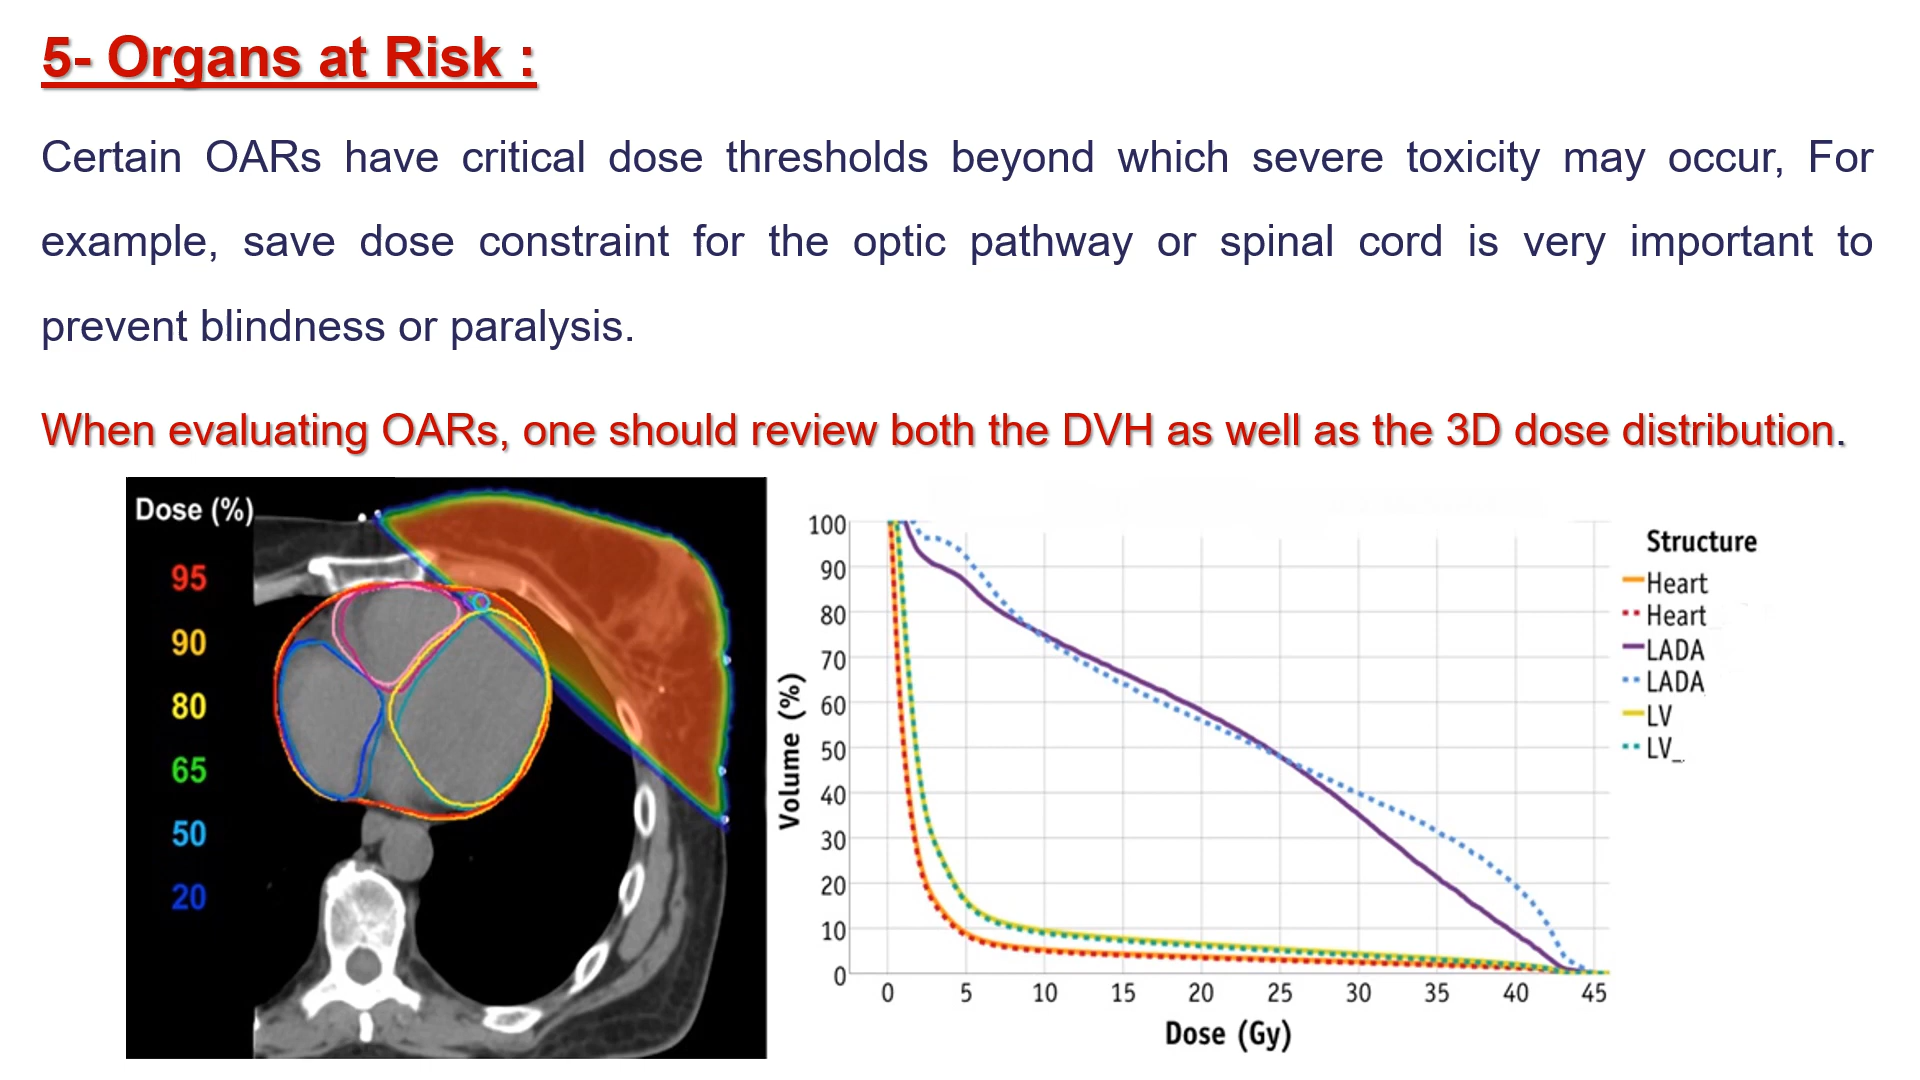 5- Organs at Risk :
Certain OARs have critical dose thresholds beyond which severe toxicity may occur, For
example, save dose constraint for the optic pathway or spinal cord is very important to
prevent blindness or paralysis.
When evaluating OARs, one should review both the DVH as well as the 3D dose distribution.
Dose (%)
95
90
80
65
50
20
Volume (%)
100
90
80
70
60
50
40
30
20
10
0
0 5 10 15 20 25 30 35 40 45
Dose (Gy)
Structure
Heart
Heart
LADA
LADA
LV
LV_